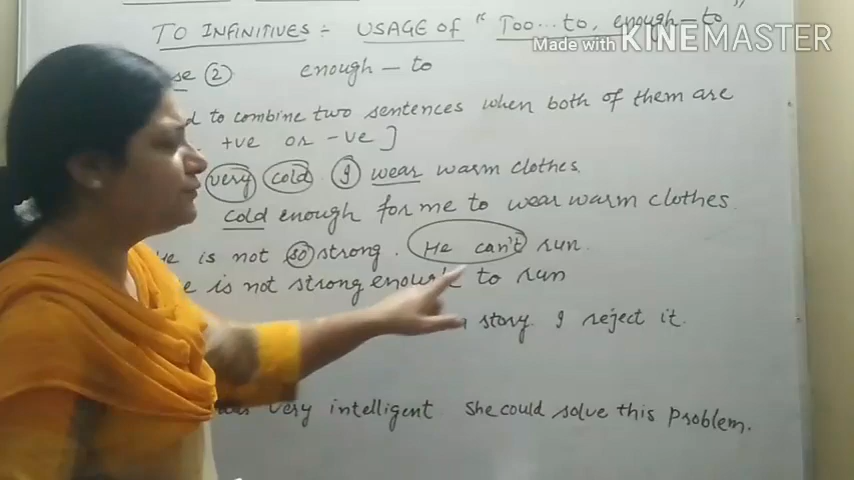 TO INFINITIVES :- USAGE OF " Too...to, enough-to "
Made with KINEMASTER
se ② enough - to
d to combine two sentences when both of them are
+ve or -ve ]
very cold I wear warm clothes.
cold enough for me to wear warm clothes.
He is not so strong. He can't run.
e is not strong enough to run
story. I reject it.
very intelligent she could solve this problem.